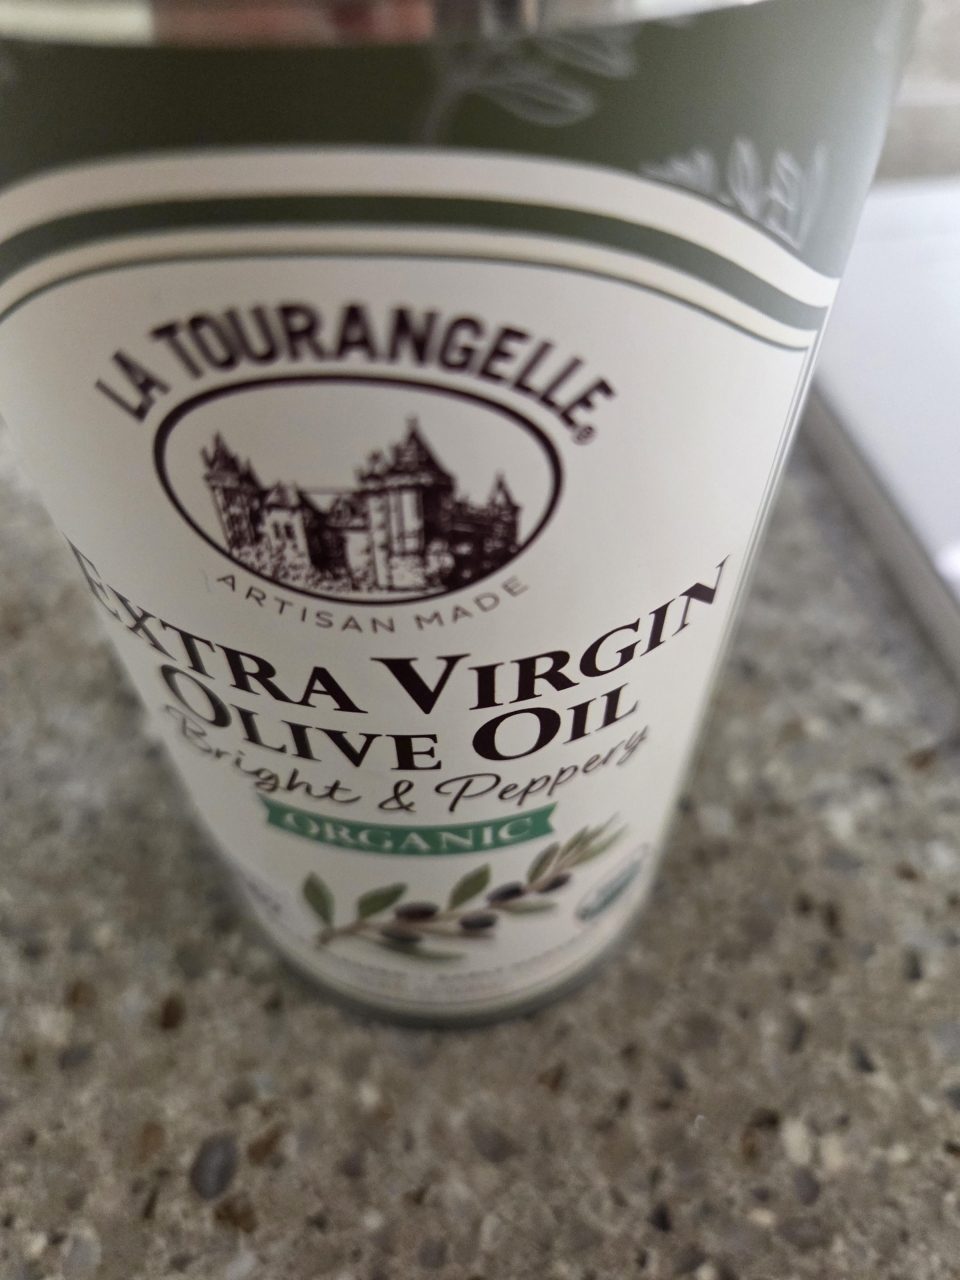 LA TOURANGELLE®
ARTISAN MADE
EXTRA VIRGIN
OLIVE OIL
Bright & Peppery
ORGANIC